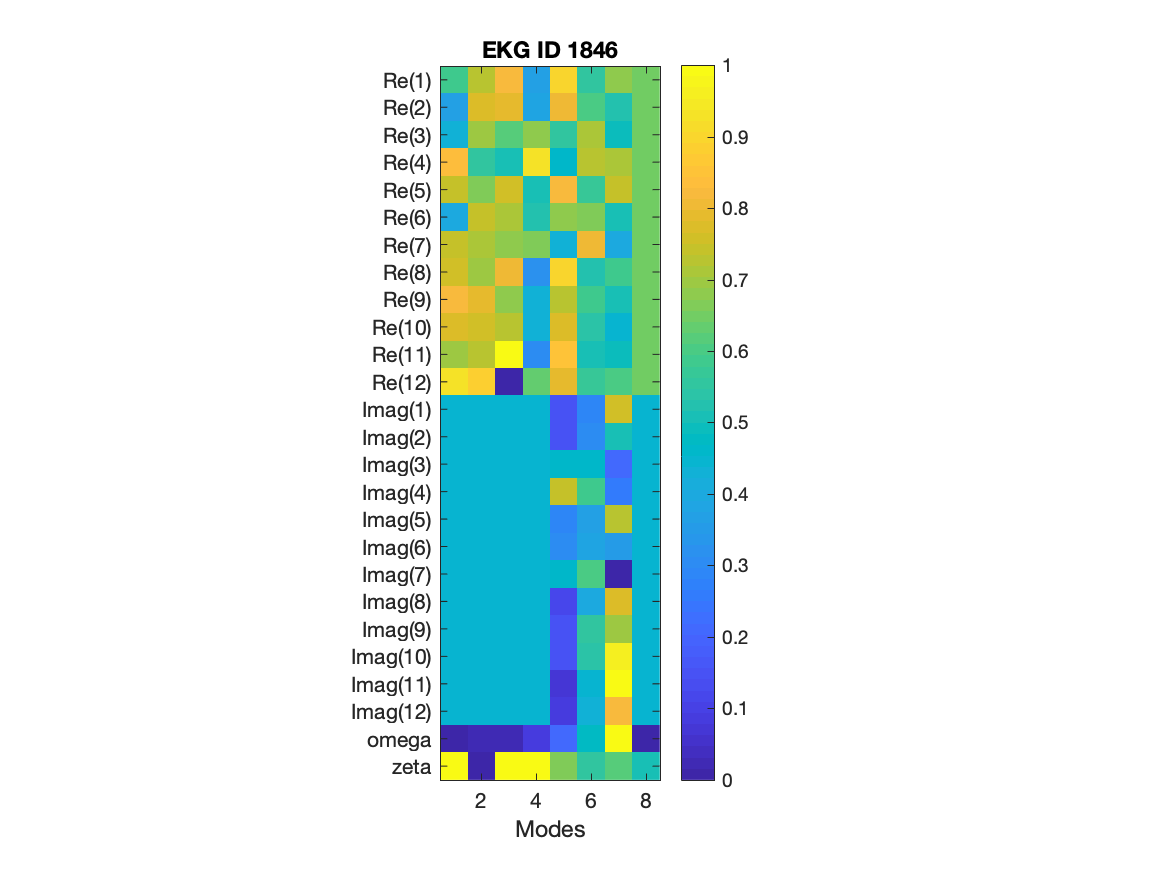 EKG ID 1846
Re(1)
Re(2)
Re(3)
Re(4)
Re(5)
Re(6)
Re(7)
Re(8)
Re(9)
Re(10)
Re(11)
Re(12)
Imag(1)
Imag(2)
Imag(3)
Imag(4)
Imag(5)
Imag(6)
Imag(7)
Imag(8)
Imag(9)
Imag(10)
Imag(11)
Imag(12)
omega
zeta
2 4 6 8
Modes
1
0.9
0.8
0.7
0.6
0.5
0.4
0.3
0.2
0.1
0